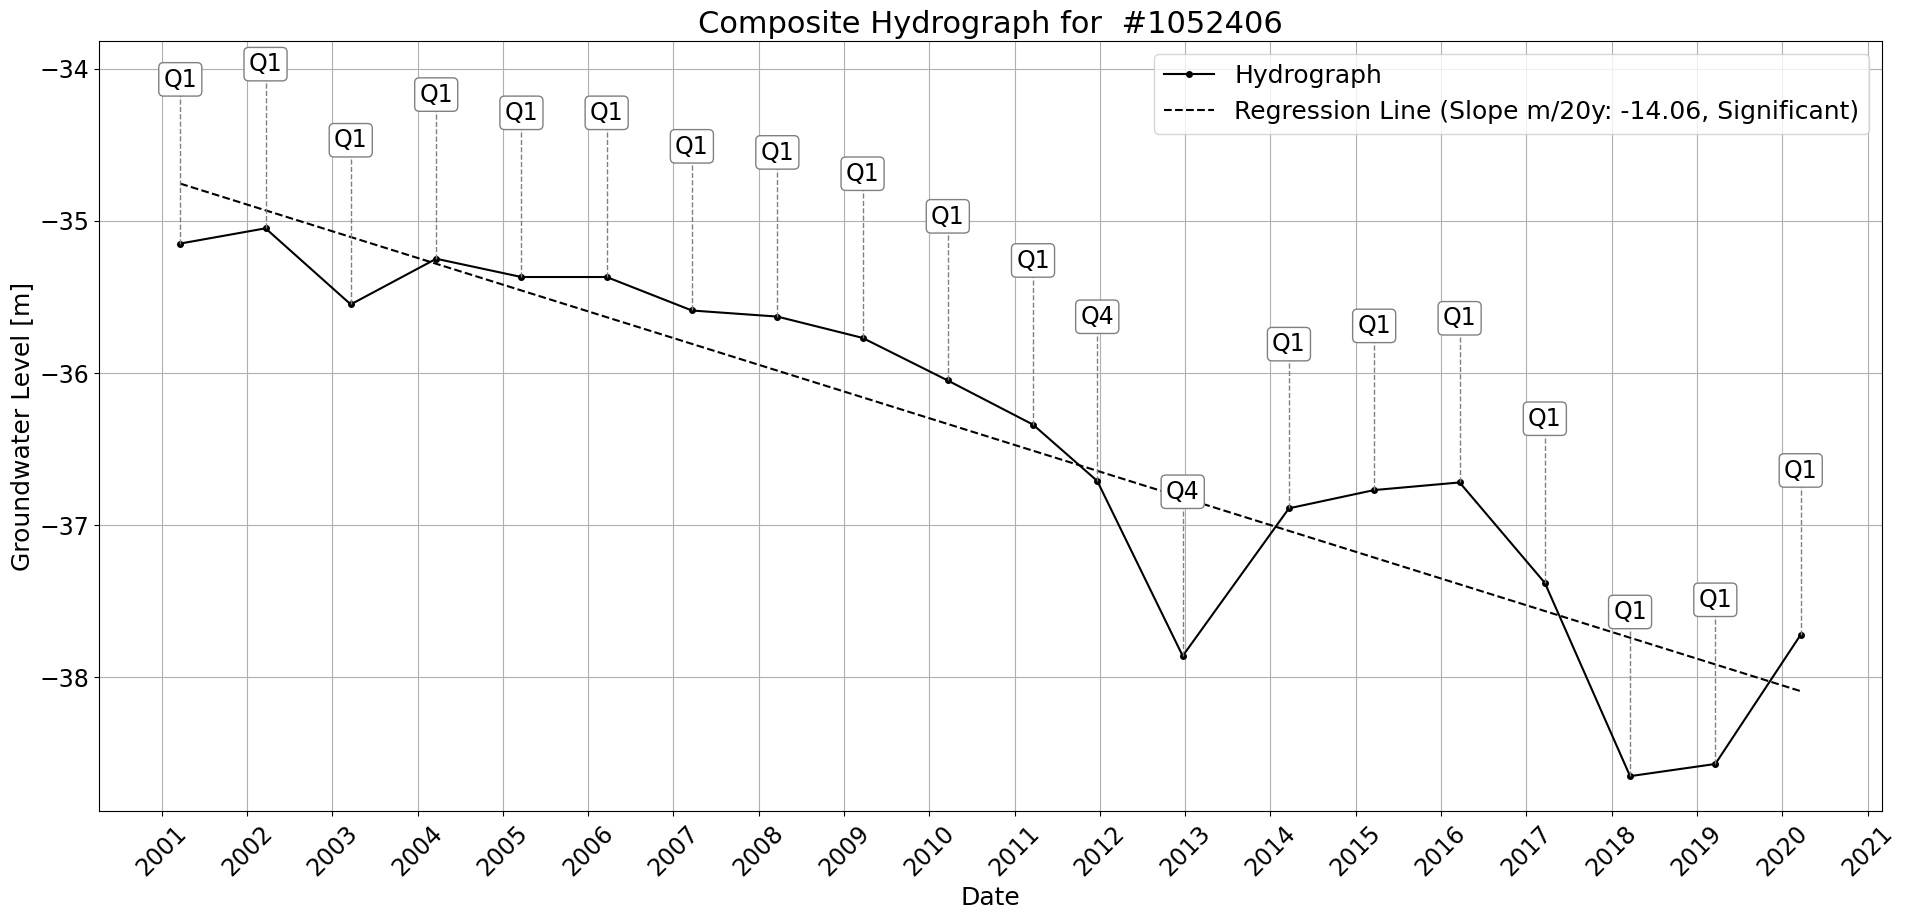 Composite Hydrograph for  #1052406
Hydrograph
Regression Line (Slope m/20y: -14.06, Significant)
Groundwater Level [m]
−34
−35
−36
−37
−38
Q1
Q1
Q1
Q1
Q1
Q1
Q1
Q1
Q1
Q1
Q1
Q4
Q4
Q1
Q1
Q1
Q1
Q1
Q1
Q1
2001
2002
2003
2004
2005
2006
2007
2008
2009
2010
2011
2012
2013
2014
2015
2016
2017
2018
2019
2020
2021
Date